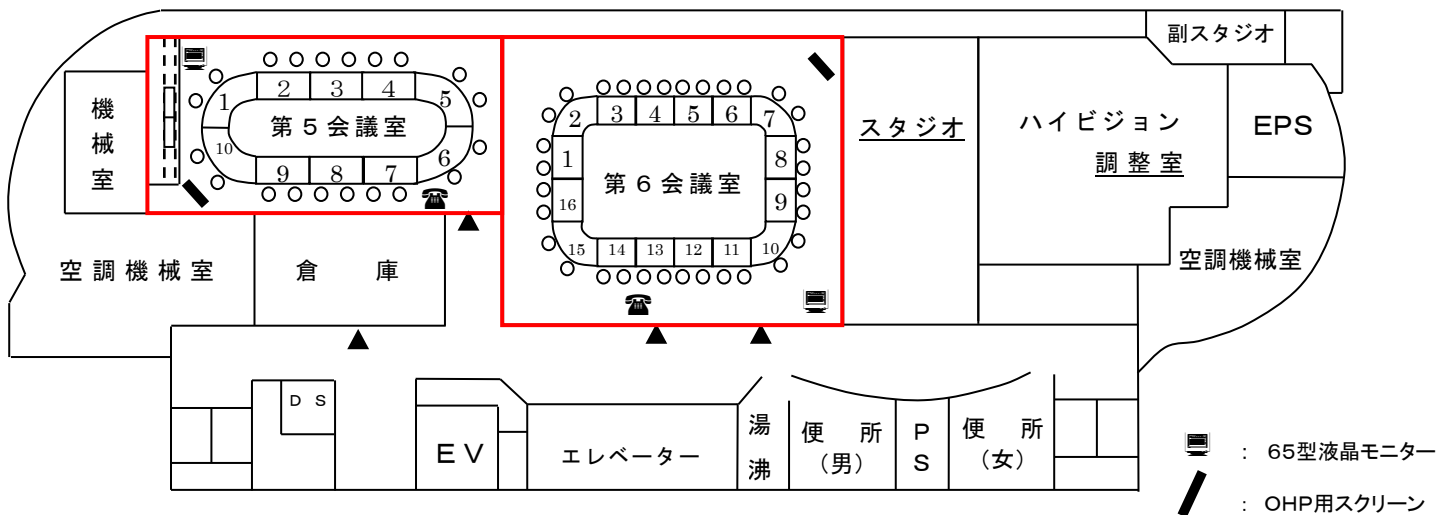 副スタジオ
機械室
1
2
3
4
5
6
7
8
9
10
第5会議室
1
2
3
4
5
6
7
8
9
10
11
12
13
14
15
16
第6会議室
スタジオ
ハイビジョン
調整室
EPS
空調機械室
倉 庫
空調機械室
DS
EV
エレベーター
湯沸
便 所
(男)
PS
便 所
(女)
: 65型液晶モニター
: OHP用スクリーン